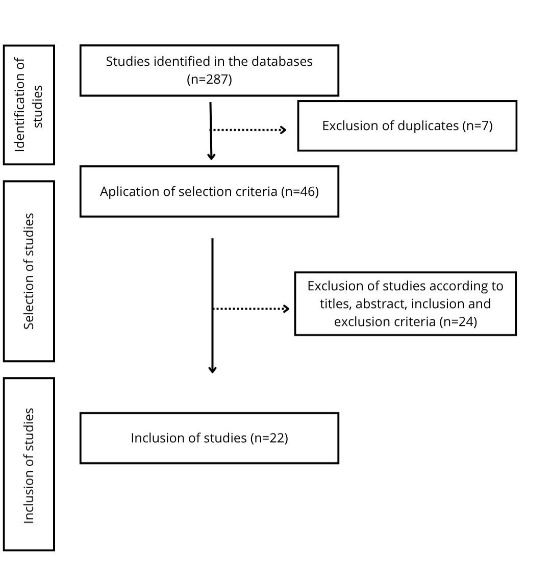 Identification of
studies
Studies identified in the databases
(n=287)
Exclusion of duplicates (n=7)
Selection of studies
Aplication of selection criteria (n=46)
Exclusion of studies according to
titles, abstract, inclusion and
exclusion criteria (n=24)
Inclusion of studies
Inclusion of studies (n=22)